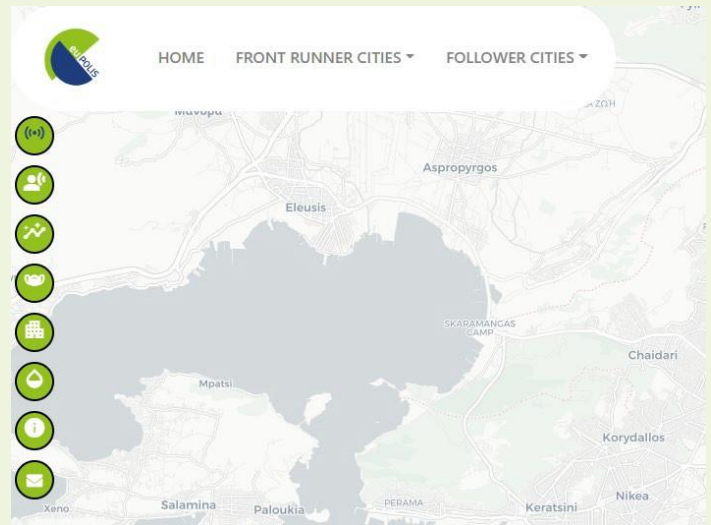 euPOLIS
HOME
FRONT RUNNER CITIES
FOLLOWER CITIES
Aspropyrgos
Eleusis
SKARAMANGAS
CAMP
Chaidari
Mpatsi
Korydallos
Nikea
Salamina
Paloukia
PERAMA
Keratsini
Xeno